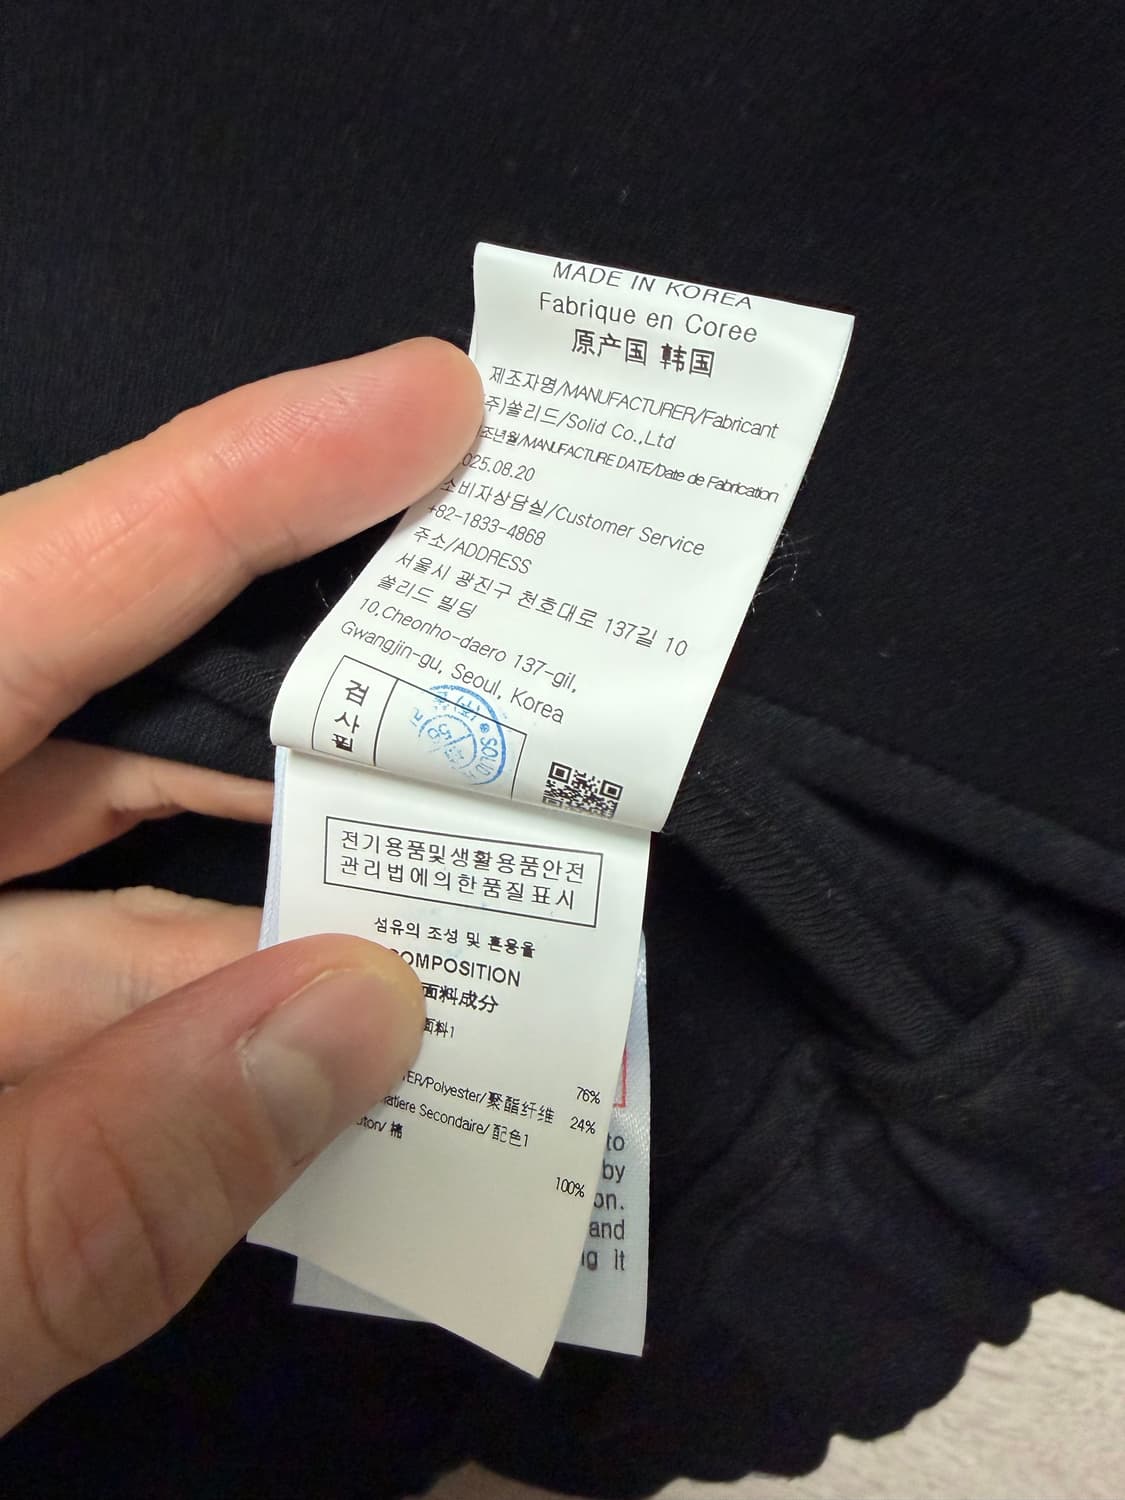 MADE IN KOREA
Fabrique en Coree
原产国 韩国
제조자명/MANUFACTURER/Fabricant
주)쏠리드/Solid Co.,Ltd
조년월/MANUFACTURE DATE/Date de Fabrication
025.08.20
소비자상담실/Customer Service
+82-1833-4868
주소/ADDRESS
서울시 광진구 천호대로 137길 10
쏠리드 빌딩
10,Cheonho-daero 137-gil,
Gwangjin-gu, Seoul, Korea
검사필
SOLID
전기용품및생활용품안전
관리법에의한품질표시
섬유의 조성 및 혼용율
COMPOSITION
面料成分
面料1
76%
ER/Polyester/聚酯纤维 24%
atiere Secondaire/ 配色1
tton/ 棉
100%
to
by
on.
and
ng it